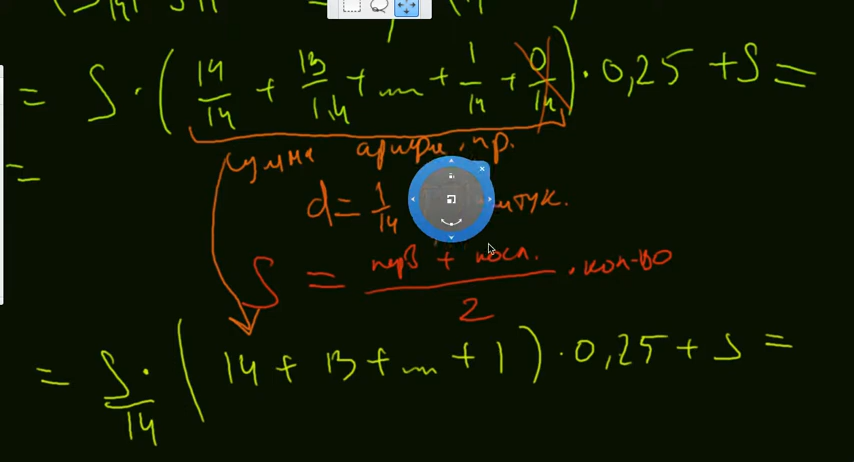 = S · (14/14 + 13/14 + ... + 1/14 + 0/14) · 0,25 + S =
=
сумма арифм. пр.
d = 1/14 штук.
S = перв + посл. / 2 · кол-во
= S/14 · (14 + 13 + ... + 1) · 0,25 + S =